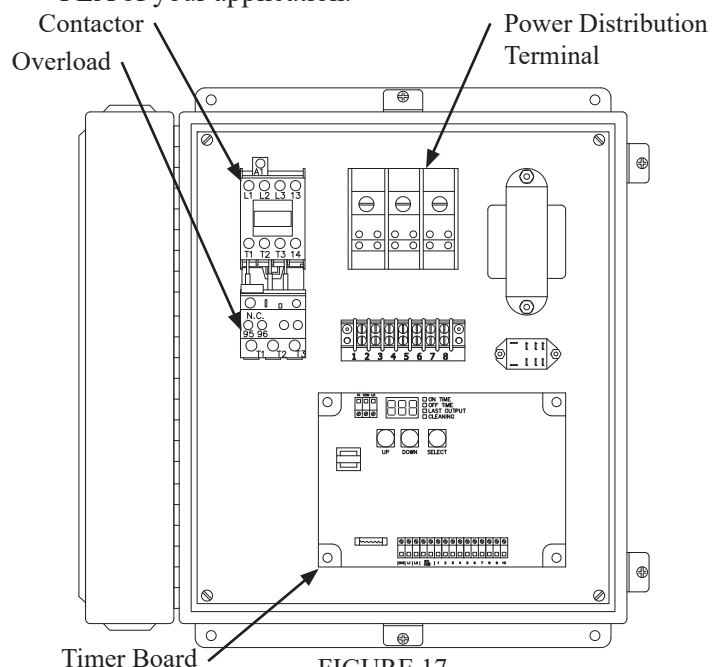 Contactor
Overload
Power Distribution
Terminal
A1
L1 L2 L3 13
T1 T2 T3 14
N.C.
95 96
T1 T2 T3
1 2 3 4 5 6 7 8
ON TIME
OFF TIME
LAST OUTPUT
CLEANING
UP DOWN SELECT
1 2 3 4 5 6 7 8 9 10
Timer Board